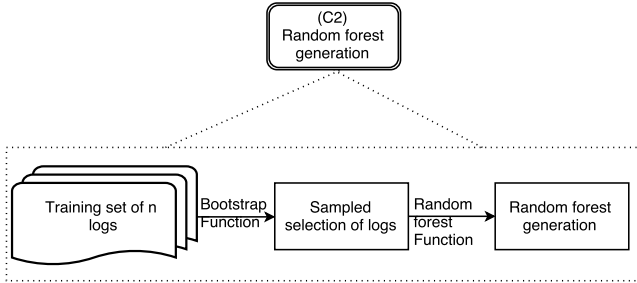 (C2)
Random forest
generation
Training set of n
logs
Bootstrap
Function
Sampled
selection of logs
Random
forest
Function
Random forest
generation